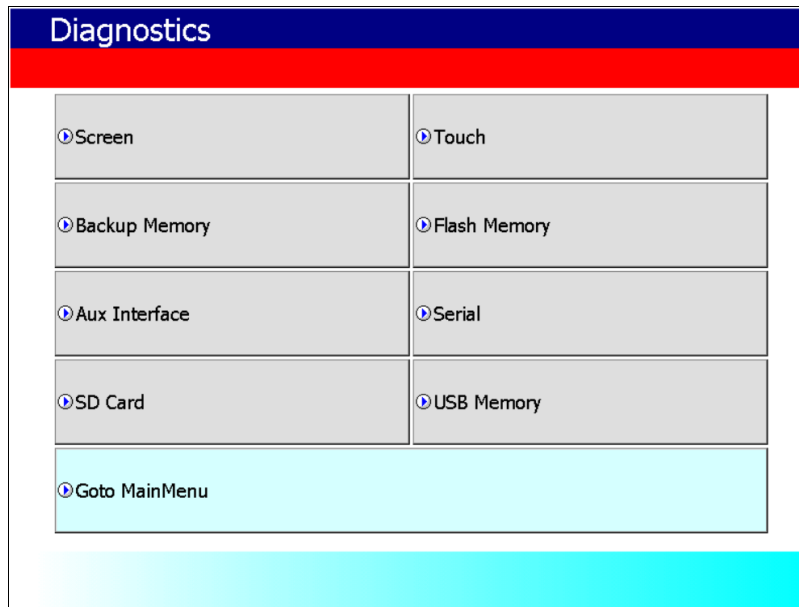 Diagnostics
Screen
Touch
Backup Memory
Flash Memory
Aux Interface
Serial
SD Card
USB Memory
Goto MainMenu